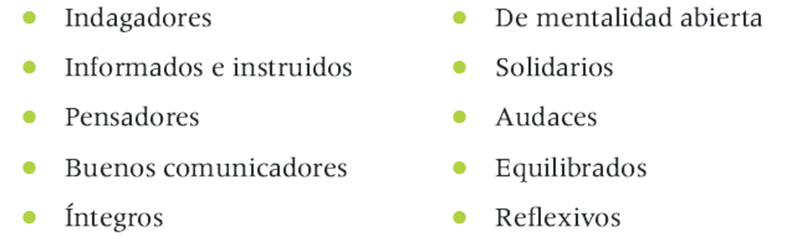 Indagadores
Informados e instruidos
Pensadores
Buenos comunicadores
Íntegros
De mentalidad abierta
Solidarios
Audaces
Equilibrados
Reflexivos